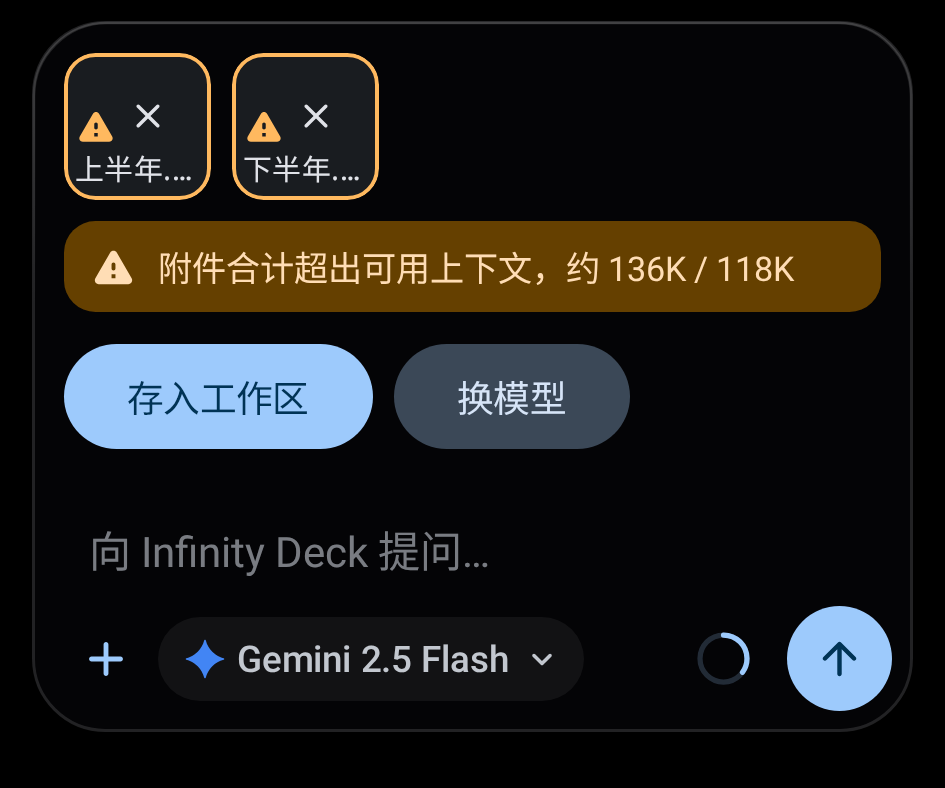 上半年.…
下半年.…
附件合计超出可用上下文，约 136K / 118K
存入工作区
换模型
向 Infinity Deck 提问…
Gemini 2.5 Flash